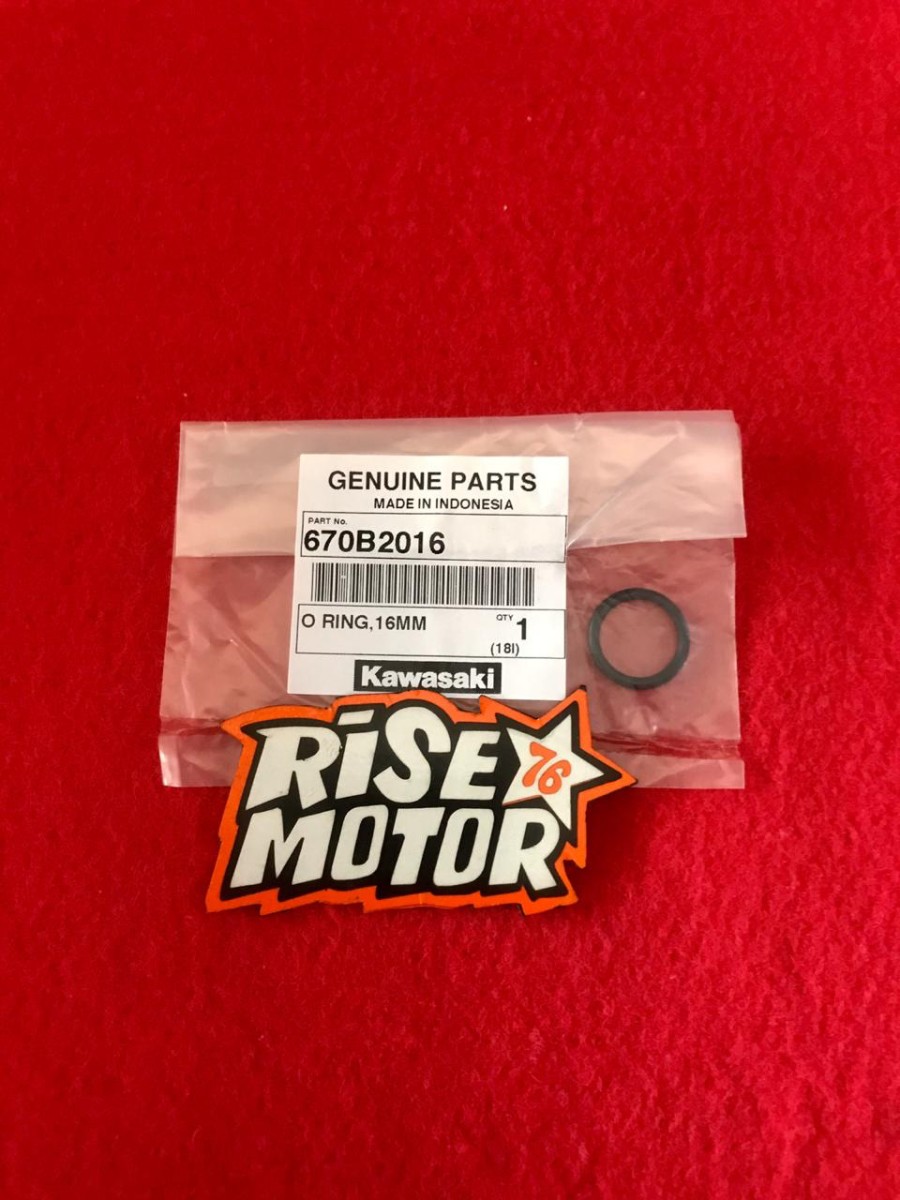 GENUINE PARTS
MADE IN INDONESIA
PART No.
670B2016
O RING,16MM
QTY 1
(18I)
Kawasaki
RiSE 76
MOTOR